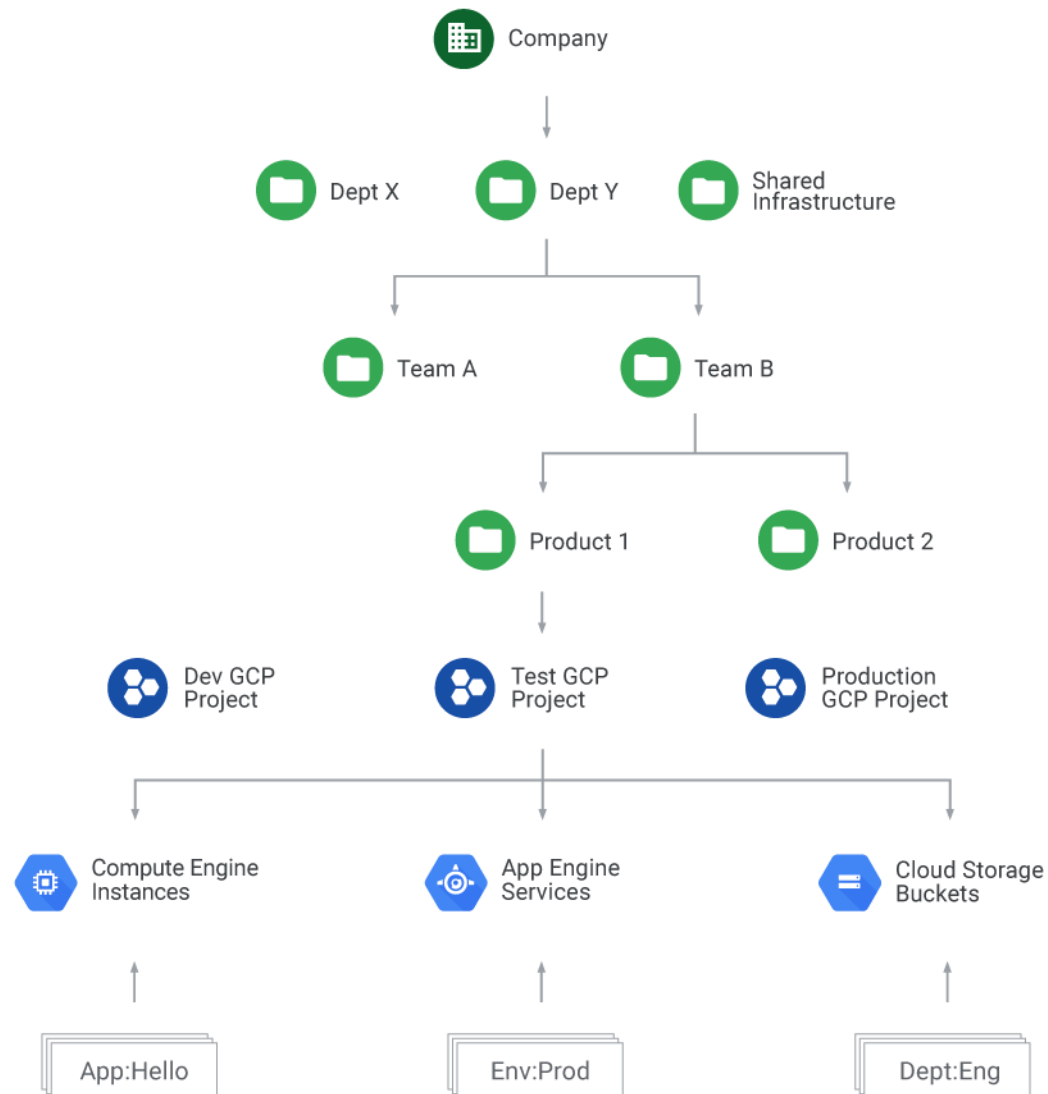 Company
Dept X
Dept Y
Shared
Infrastructure
Team A
Team B
Product 1
Product 2
Dev GCP
Project
Test GCP
Project
Production
GCP Project
Compute Engine
Instances
App Engine
Services
Cloud Storage
Buckets
App:Hello
Env:Prod
Dept:Eng